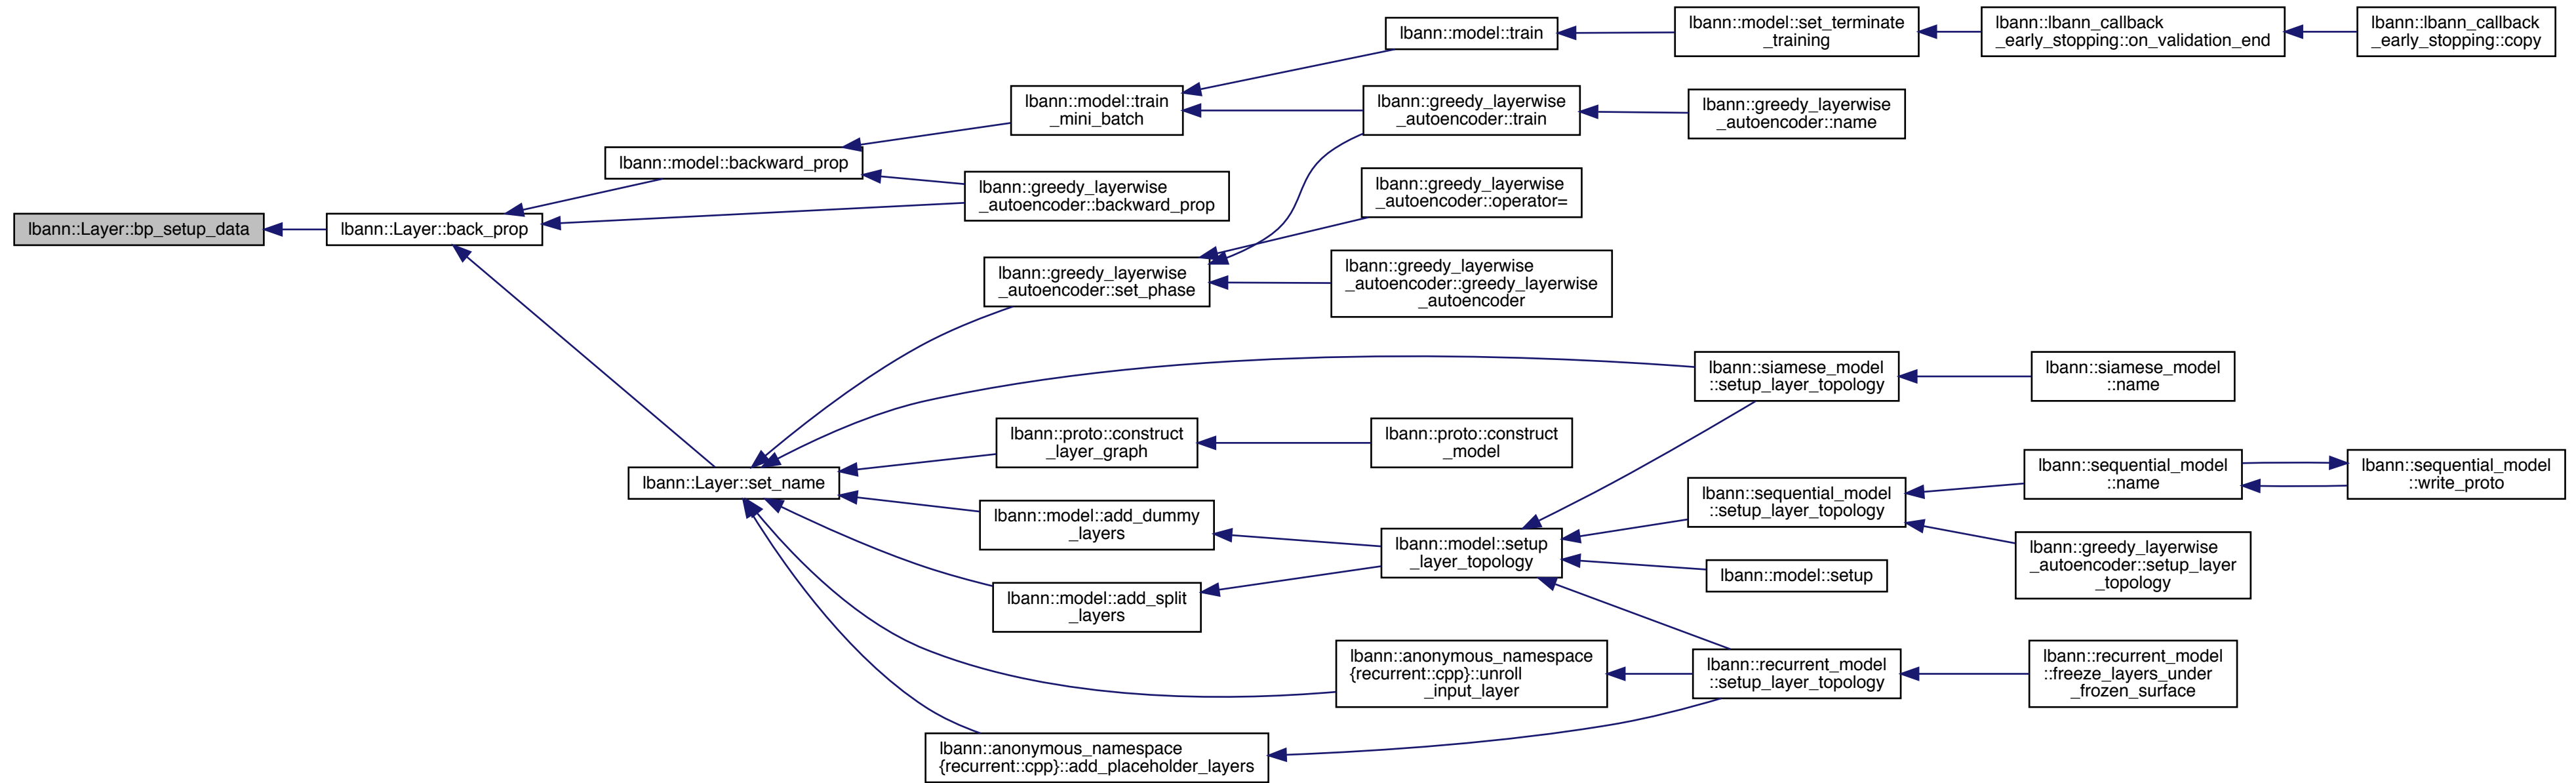 lbann::Layer::bp_setup_data
lbann::Layer::back_prop
lbann::model::backward_prop
lbann::model::train
_mini_batch
lbann::model::train
lbann::model::set_terminate
_training
lbann::lbann_callback
_early_stopping::on_validation_end
lbann::lbann_callback
_early_stopping::copy
lbann::greedy_layerwise
_autoencoder::train
lbann::greedy_layerwise
_autoencoder::name
lbann::greedy_layerwise
_autoencoder::backward_prop
lbann::greedy_layerwise
_autoencoder::operator=
lbann::greedy_layerwise
_autoencoder::set_phase
lbann::greedy_layerwise
_autoencoder::greedy_layerwise
_autoencoder
lbann::Layer::set_name
lbann::siamese_model
::setup_layer_topology
lbann::siamese_model
::name
lbann::proto::construct
_layer_graph
lbann::proto::construct
_model
lbann::model::add_dummy
_layers
lbann::model::add_split
_layers
lbann::model::setup
_layer_topology
lbann::sequential_model
::setup_layer_topology
lbann::sequential_model
::name
lbann::sequential_model
::write_proto
lbann::greedy_layerwise
_autoencoder::setup_layer
_topology
lbann::model::setup
lbann::anonymous_namespace
{recurrent::cpp}::unroll
_input_layer
lbann::recurrent_model
::setup_layer_topology
lbann::recurrent_model
::freeze_layers_under
_frozen_surface
lbann::anonymous_namespace
{recurrent::cpp}::add_placeholder_layers